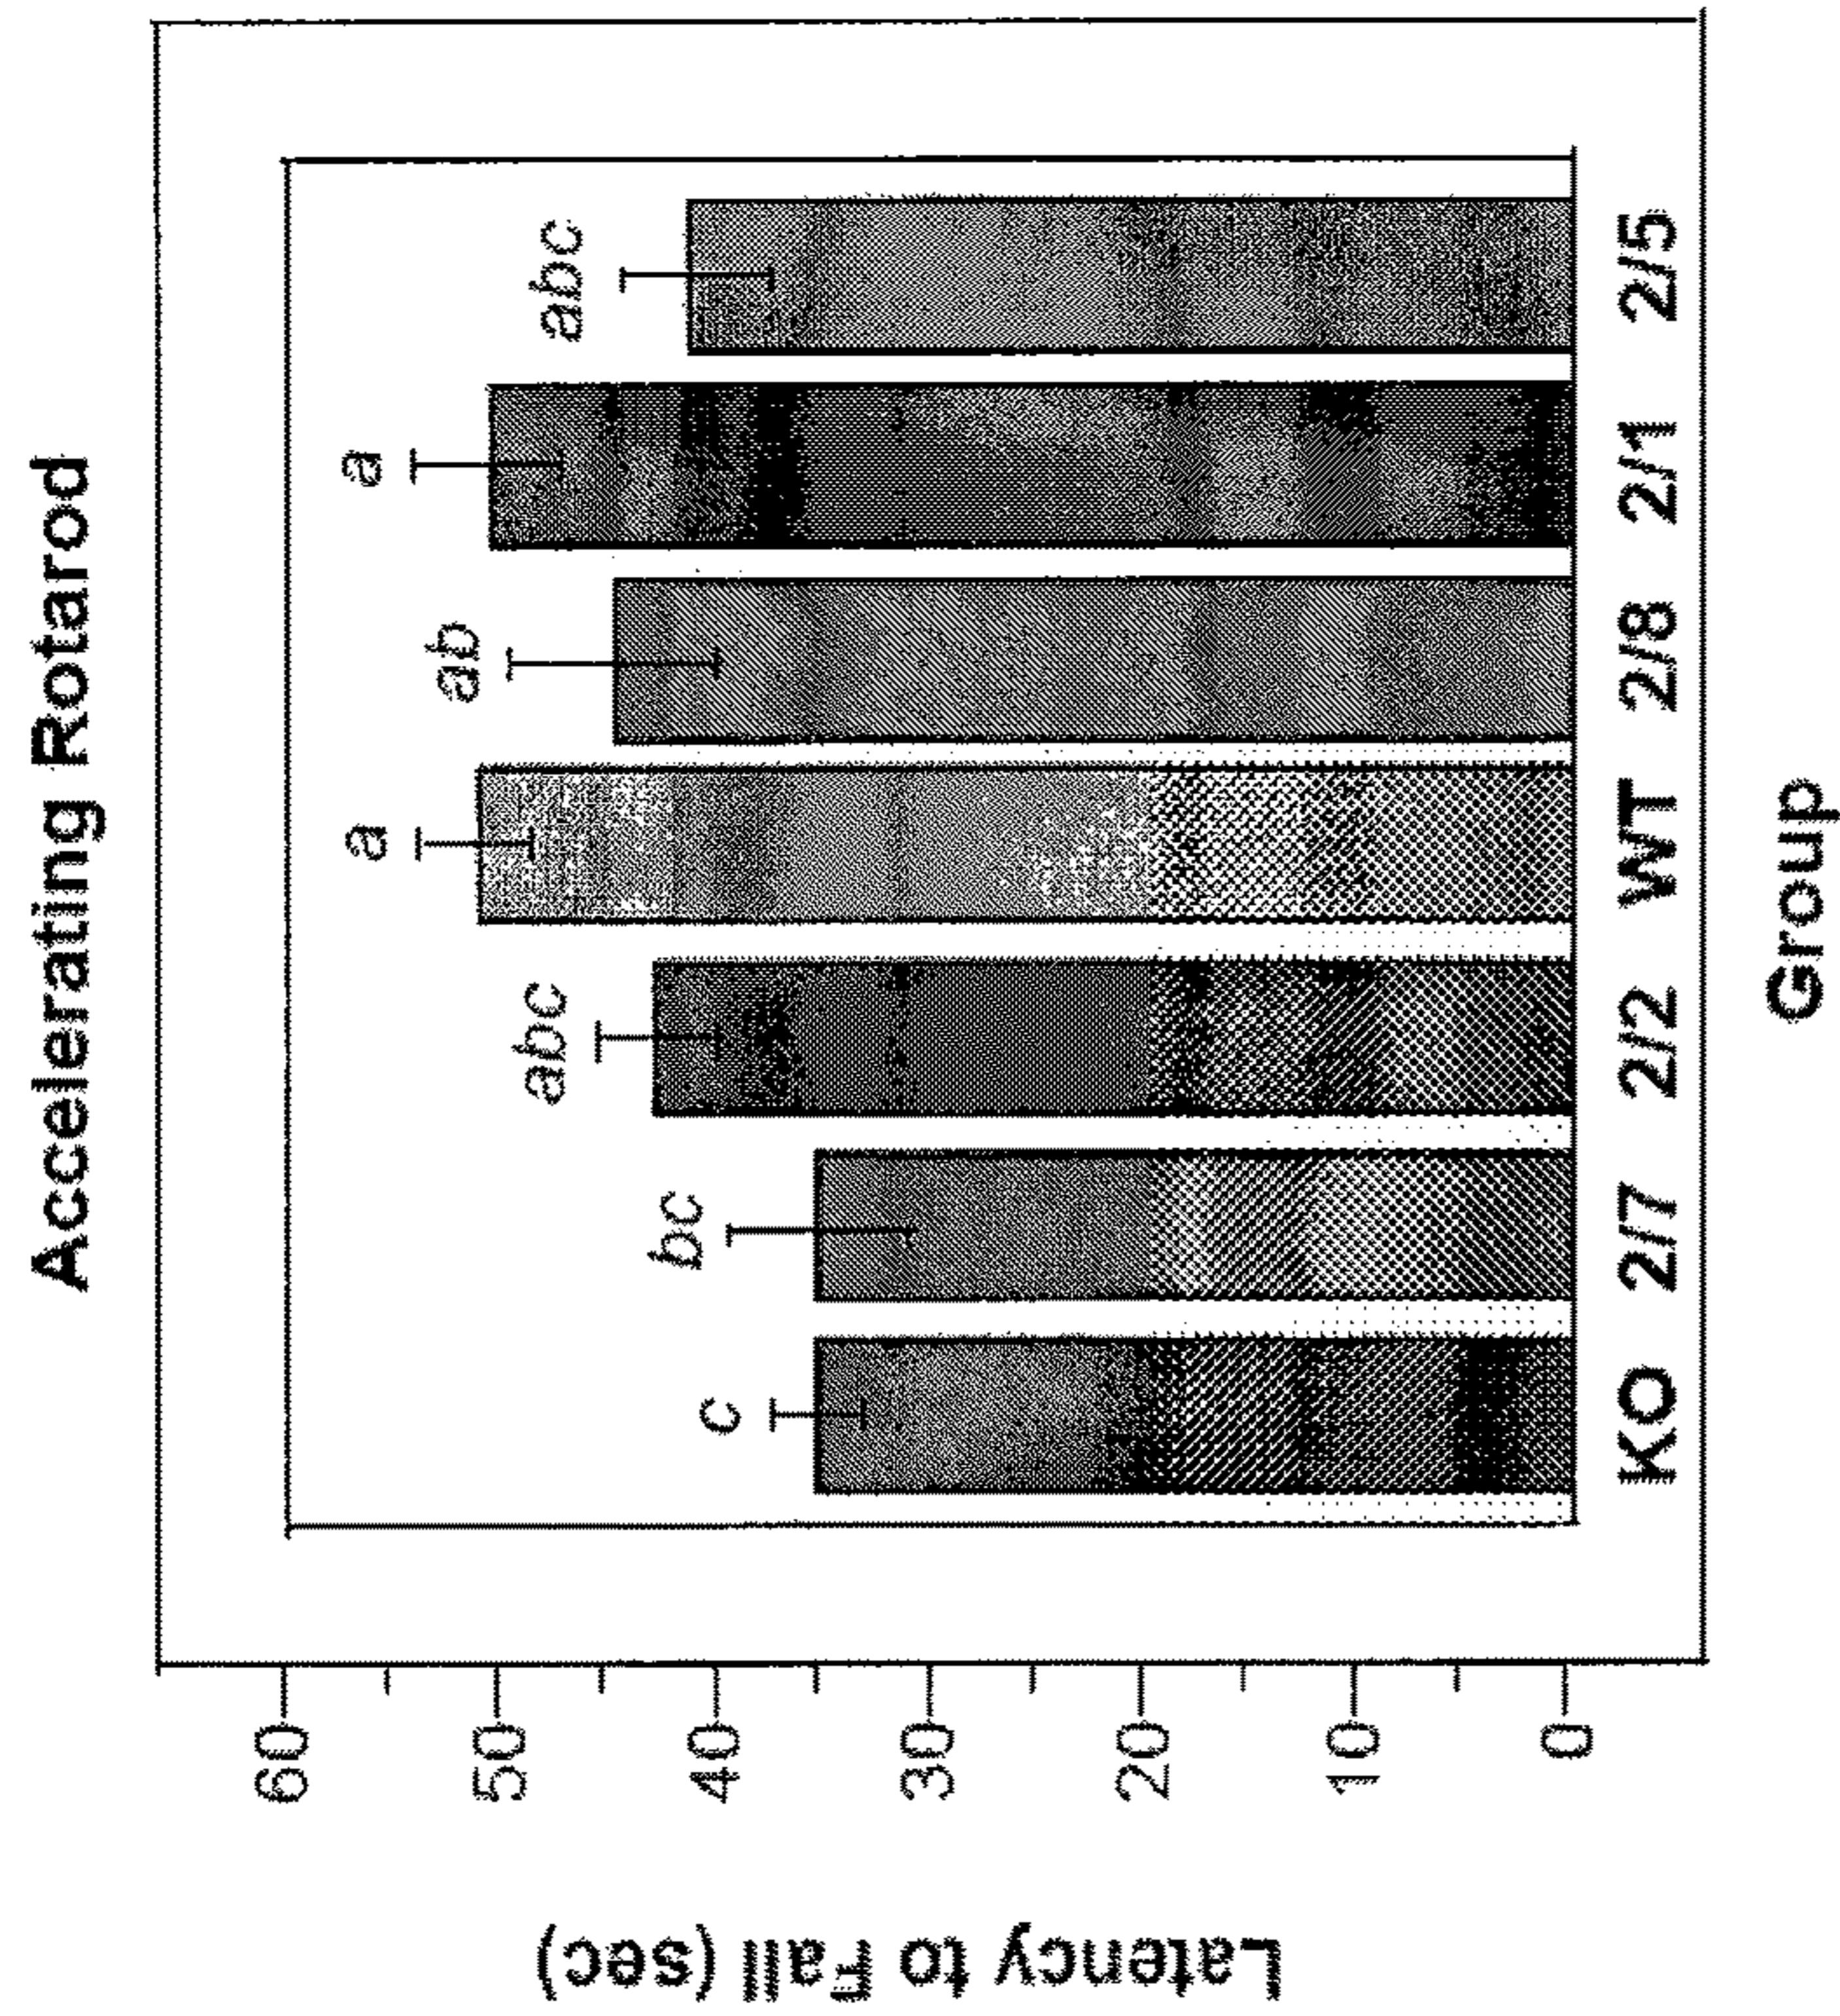 Accelerating Rotarod
Latency to Fall (sec)
60
50
40
30
20
10
0
c
bc
abc
a
ab
a
abc
KO 2/7 2/2 WT 2/8 2/1 2/5
Group